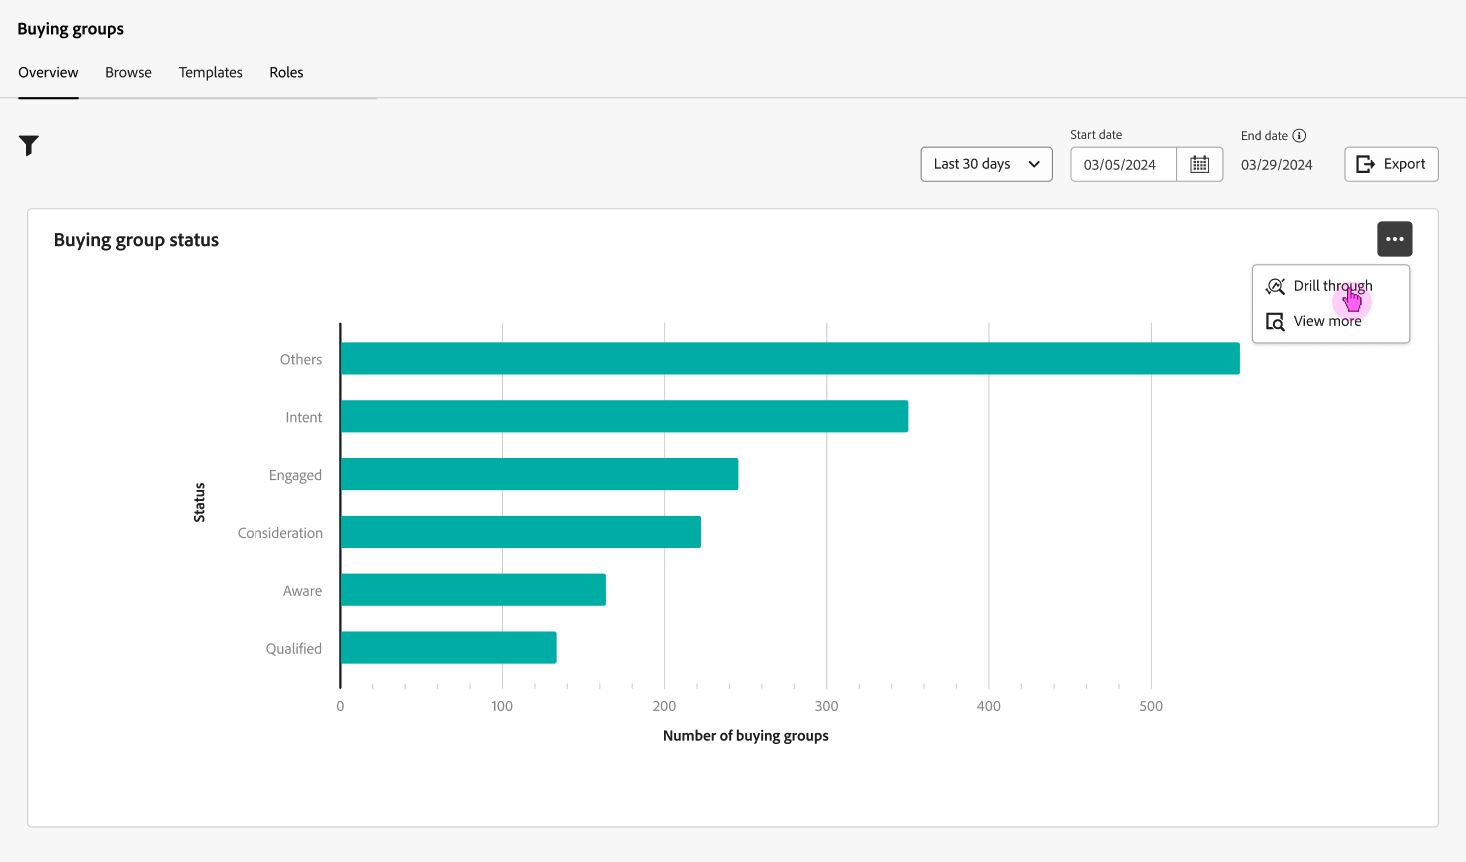 Buying groups
Overview Browse Templates Roles
Start date
End date
Last 30 days
03/05/2024
03/29/2024
Export
Buying group status
Drill through
View more
Others
Intent
Engaged
Consideration
Aware
Qualified
Status
0 100 200 300 400 500
Number of buying groups